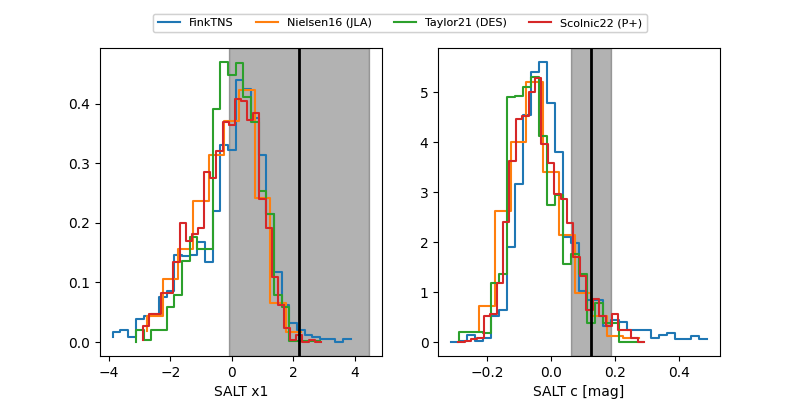 FinkTNS Nielsen16 (JLA) Taylor21 (DES) Scolnic22 (P+)
0.4
0.3
0.2
0.1
0.0
−4 −2 0 2 4
SALT x1
5
4
3
2
1
0
−0.2 0.0 0.2 0.4
SALT c [mag]